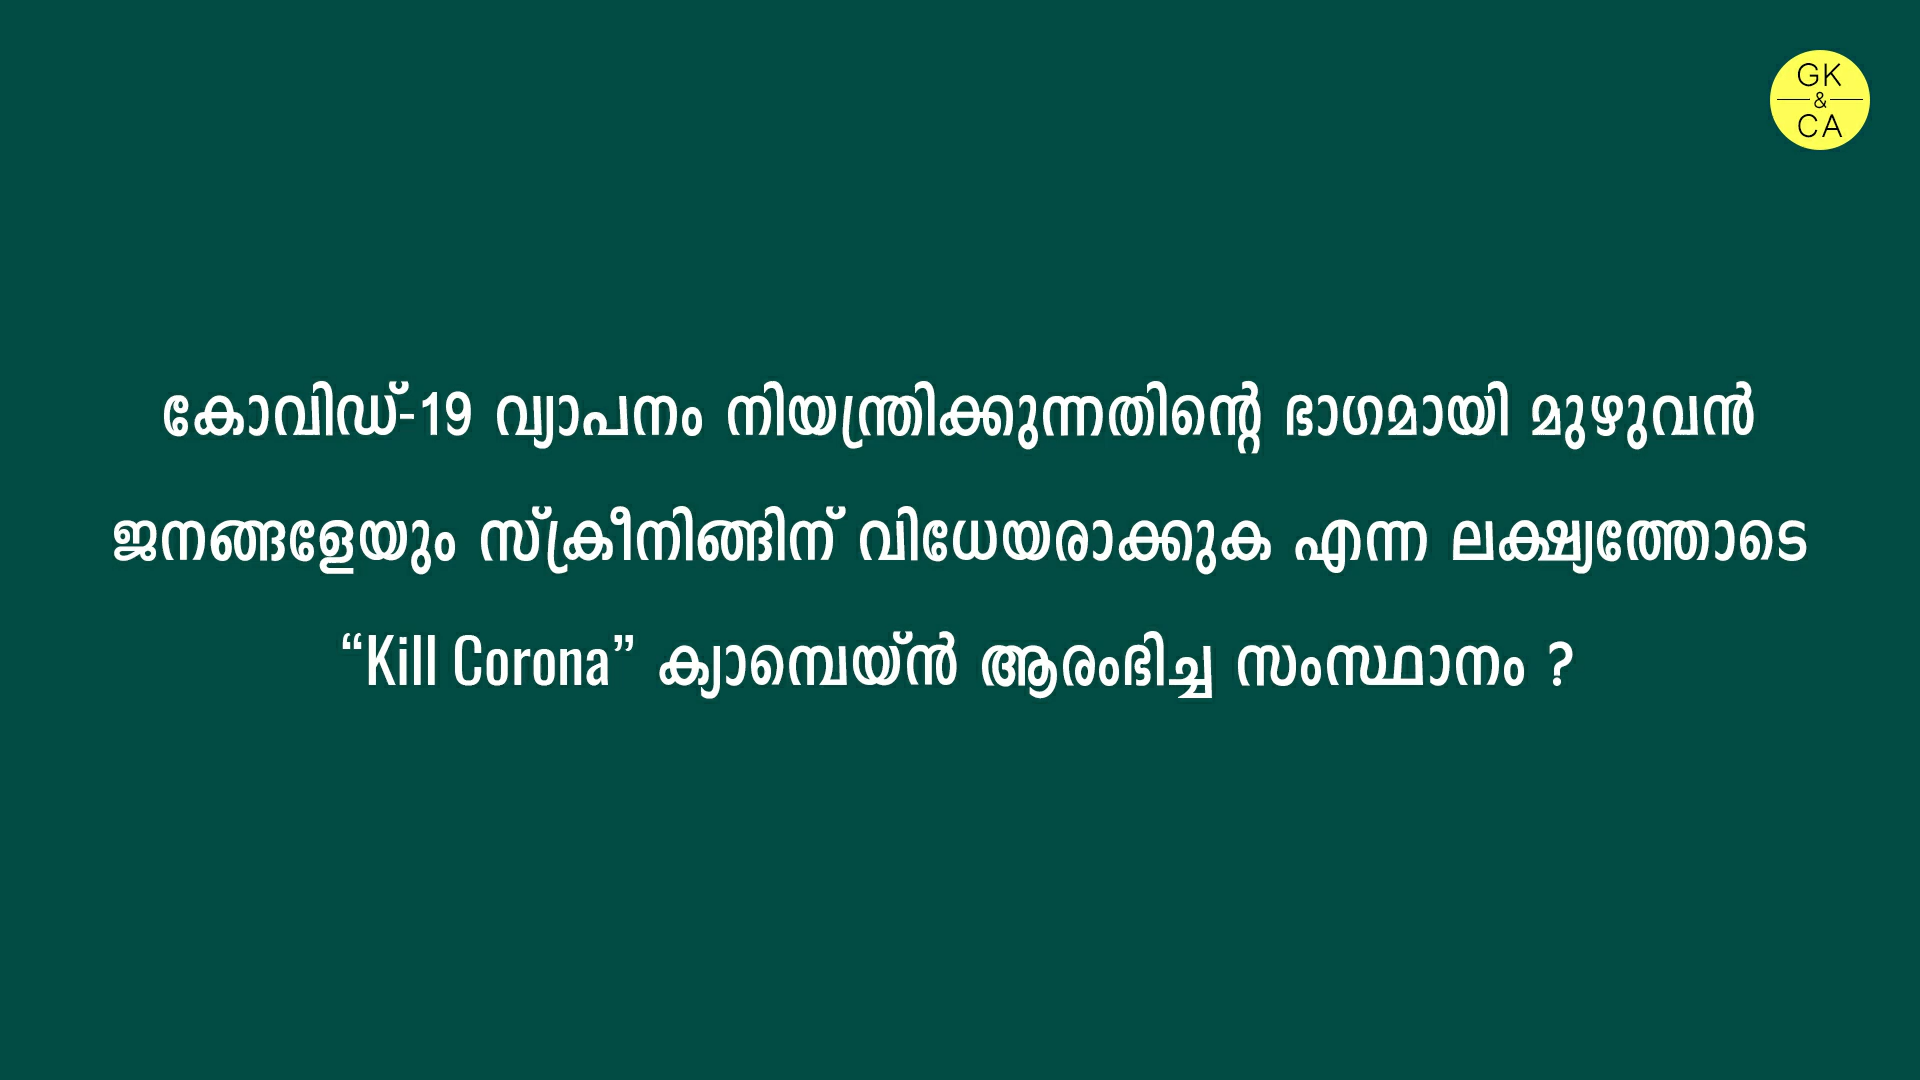 GK
&
CA
കോവിഡ്-19 വ്യാപനം നിയന്ത്രിക്കുന്നതിന്റെ ഭാഗമായി മുഴുവൻ
ജനങ്ങളേയും സ്ക്രീനിങ്ങിന് വിധേയരാക്കുക എന്ന ലക്ഷ്യത്തോടെ
“Kill Corona” ക്യാമ്പെയ്ൻ ആരംഭിച്ച സംസ്ഥാനം ?